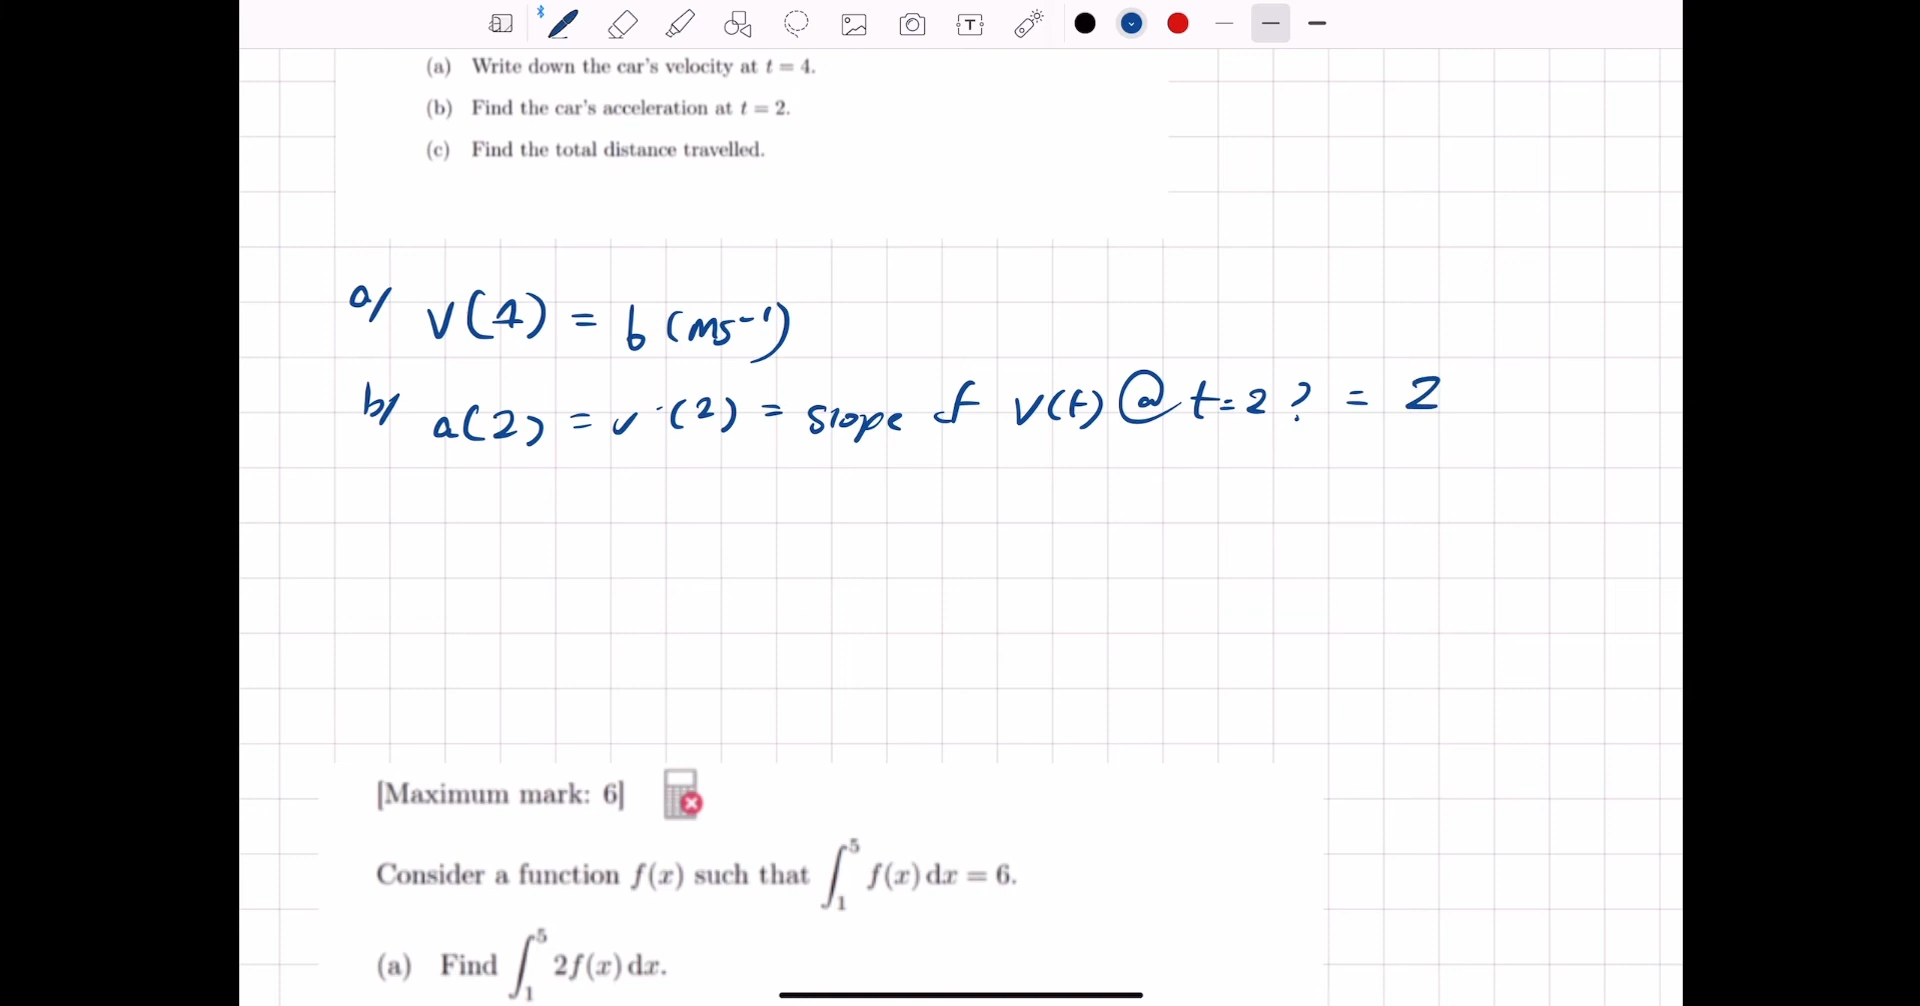 (a) Write down the car's velocity at t = 4.
(b) Find the car's acceleration at t = 2.
(c) Find the total distance travelled.
a/ v(4) = 6 (ms⁻¹)
b/ a(2) = v'(2) = slope of v(t) @ t=2? = 2
[Maximum mark: 6]
Consider a function f(x) such that ∫₁⁵ f(x) dx = 6.
(a) Find ∫₁⁵ 2f(x) dx.